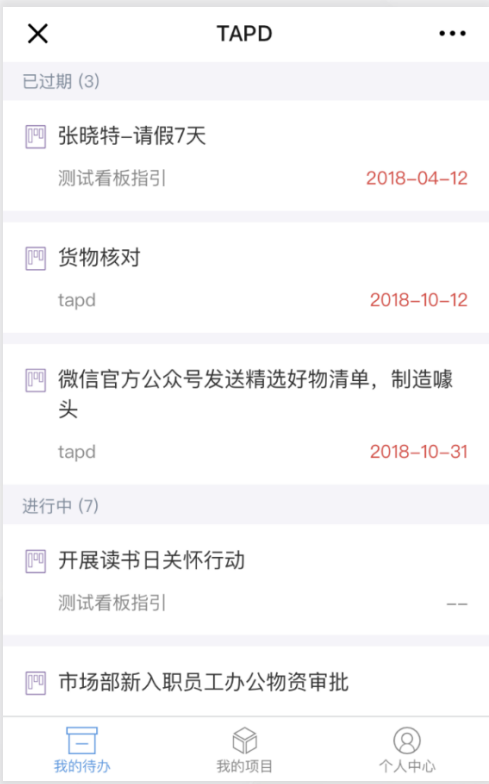 TAPD
已过期 (3)
张晓特-请假7天
测试看板指引
2018-04-12
货物核对
tapd
2018-10-12
微信官方公众号发送精选好物清单，制造噱
头
tapd
2018-10-31
进行中 (7)
开展读书日关怀行动
测试看板指引
--
市场部新入职员工办公物资审批
我的待办
我的项目
个人中心